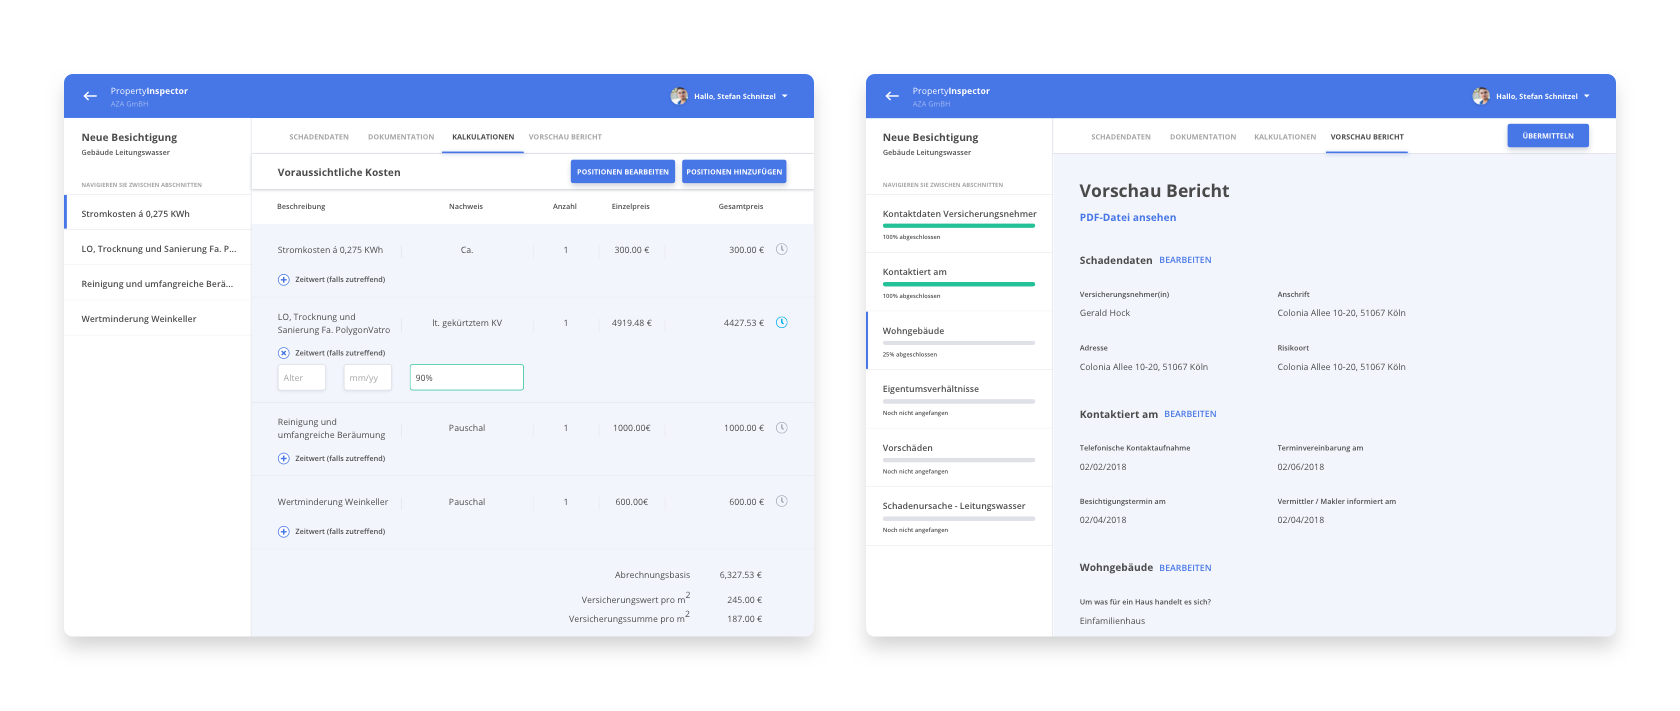 PropertyInspector
AZA GmBH
Hallo, Stefan Schnitzel
Neue Besichtigung
Gebäude Leitungswasser
NAVIGIEREN SIE ZWISCHEN ABSCHNITTEN
Stromkosten á 0,275 KWh
LO, Trocknung und Sanierung Fa. P...
Reinigung und umfangreiche Berä...
Wertminderung Weinkeller
SCHADENDATEN DOKUMENTATION KALKULATIONEN VORSCHAU BERICHT
Voraussichtliche Kosten
POSITIONEN BEARBEITEN
POSITIONEN HINZUFÜGEN
Beschreibung Nachweis Anzahl Einzelpreis Gesamtpreis
Stromkosten á 0,275 KWh Ca. 1 300.00 € 300.00 €
Zeitwert (falls zutreffend)
LO, Trocknung und
Sanierung Fa. PolygonVatro lt. gekürtztem KV 1 4919.48 € 4427.53 €
Zeitwert (falls zutreffend)
Alter mm/yy 90%
Reinigung und
umfangreiche Beräumung Pauschal 1 1000.00€ 1000.00 €
Zeitwert (falls zutreffend)
Wertminderung Weinkeller Pauschal 1 600.00€ 600.00 €
Zeitwert (falls zutreffend)
Abrechnungsbasis 6,327.53 €
Versicherungswert pro m2 245.00 €
Versicherungssumme pro m2 187.00 €
PropertyInspector
AZA GmBH
Hallo, Stefan Schnitzel
Neue Besichtigung
Gebäude Leitungswasser
NAVIGIEREN SIE ZWISCHEN ABSCHNITTEN
Kontaktdaten Versicherungsnehmer
100% abgeschlossen
Kontaktiert am
100% abgeschlossen
Wohngebäude
25% abgeschlossen
Eigentumsverhältnisse
Noch nicht angefangen
Vorschäden
Noch nicht angefangen
Schadenursache - Leitungswasser
Noch nicht angefangen
SCHADENDATEN DOKUMENTATION KALKULATIONEN VORSCHAU BERICHT
ÜBERMITTELN
Vorschau Bericht
PDF-Datei ansehen
Schadendaten BEARBEITEN
Versicherungsnehmer(in) Anschrift
Gerald Hock Colonia Allee 10-20, 51067 Köln
Adresse Risikoort
Colonia Allee 10-20, 51067 Köln Colonia Allee 10-20, 51067 Köln
Kontaktiert am BEARBEITEN
Telefonische Kontaktaufnahme Terminvereinbarung am
02/02/2018 02/06/2018
Besichtigungstermin am Vermittler / Makler informiert am
02/04/2018 02/04/2018
Wohngebäude BEARBEITEN
Um was für ein Haus handelt es sich?
Einfamilienhaus